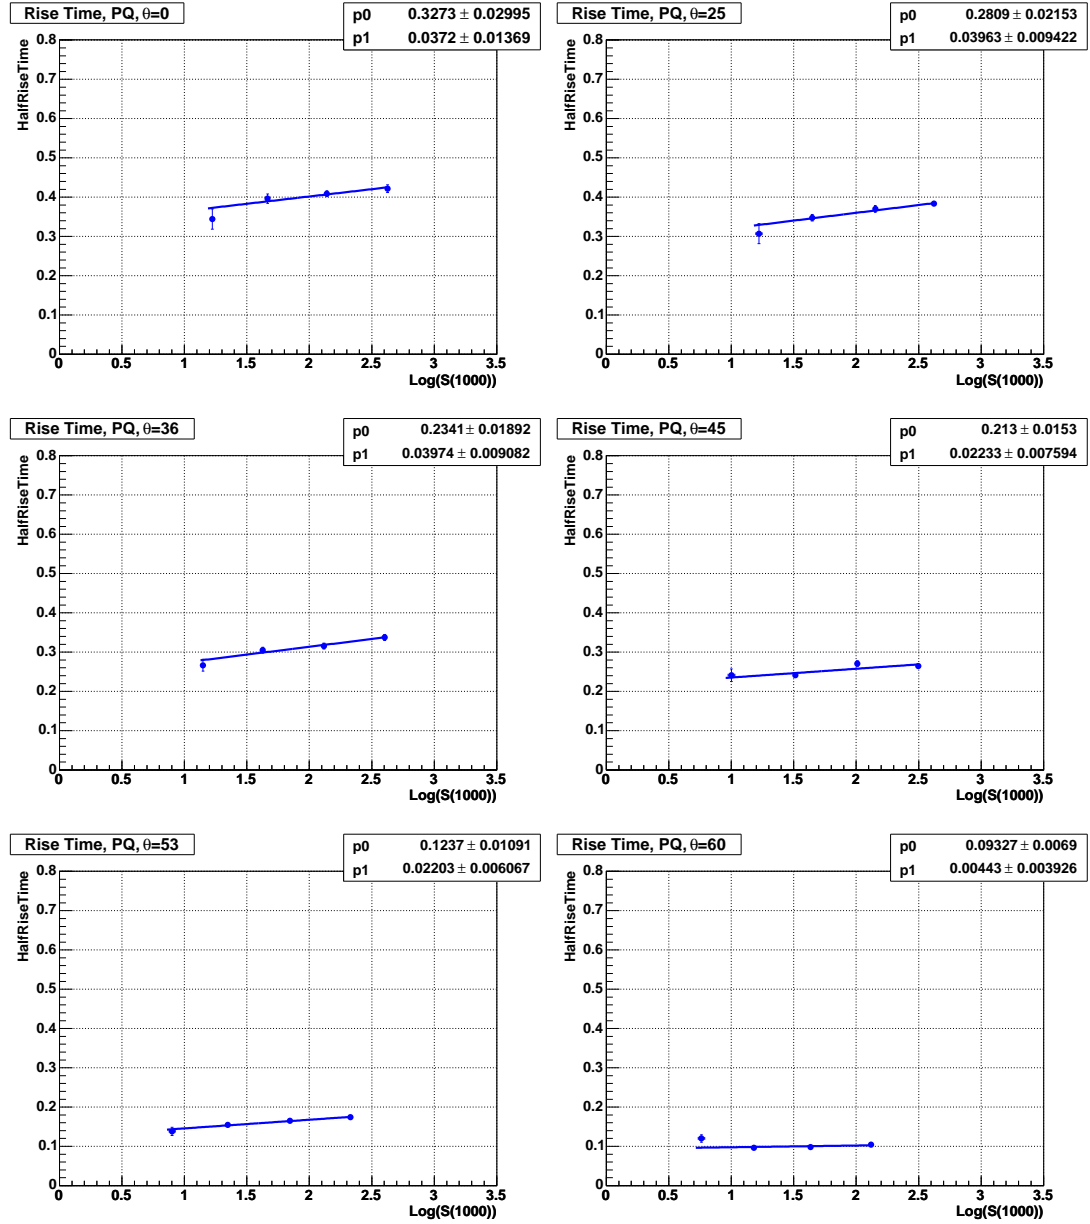 Rise Time, PQ, θ=0
p0 0.3273 ± 0.02995
p1 0.0372 ± 0.01369
HalfRiseTime
0.8
0.7
0.6
0.5
0.4
0.3
0.2
0.1
0
0 0.5 1 1.5 2 2.5 3 3.5
Log(S(1000))
Rise Time, PQ, θ=25
p0 0.2809 ± 0.02153
p1 0.03963 ± 0.009422
HalfRiseTime
0.8
0.7
0.6
0.5
0.4
0.3
0.2
0.1
0
0 0.5 1 1.5 2 2.5 3 3.5
Log(S(1000))
Rise Time, PQ, θ=36
p0 0.2341 ± 0.01892
p1 0.03974 ± 0.009082
HalfRiseTime
0.8
0.7
0.6
0.5
0.4
0.3
0.2
0.1
0
0 0.5 1 1.5 2 2.5 3 3.5
Log(S(1000))
Rise Time, PQ, θ=45
p0 0.213 ± 0.0153
p1 0.02233 ± 0.007594
HalfRiseTime
0.8
0.7
0.6
0.5
0.4
0.3
0.2
0.1
0
0 0.5 1 1.5 2 2.5 3 3.5
Log(S(1000))
Rise Time, PQ, θ=53
p0 0.1237 ± 0.01091
p1 0.02203 ± 0.006067
HalfRiseTime
0.8
0.7
0.6
0.5
0.4
0.3
0.2
0.1
0
0 0.5 1 1.5 2 2.5 3 3.5
Log(S(1000))
Rise Time, PQ, θ=60
p0 0.09327 ± 0.0069
p1 0.00443 ± 0.003926
HalfRiseTime
0.8
0.7
0.6
0.5
0.4
0.3
0.2
0.1
0
0 0.5 1 1.5 2 2.5 3 3.5
Log(S(1000))